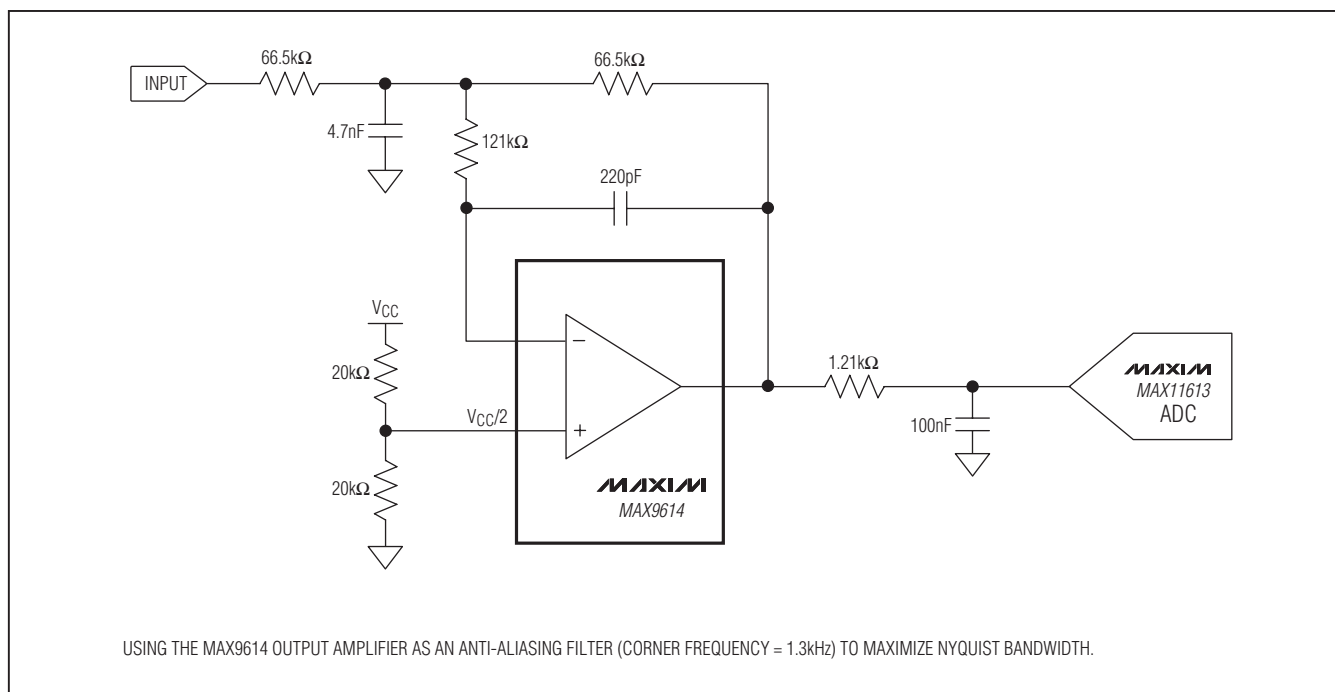 66.5kΩ
66.5kΩ
INPUT
4.7nF
121kΩ
220pF
VCC
20kΩ
VCC/2
20kΩ
−
+
MAXIM
MAX9614
1.21kΩ
100nF
MAXIM
MAX11613
ADC
USING THE MAX9614 OUTPUT AMPLIFIER AS AN ANTI-ALIASING FILTER (CORNER FREQUENCY = 1.3kHz) TO MAXIMIZE NYQUIST BANDWIDTH.